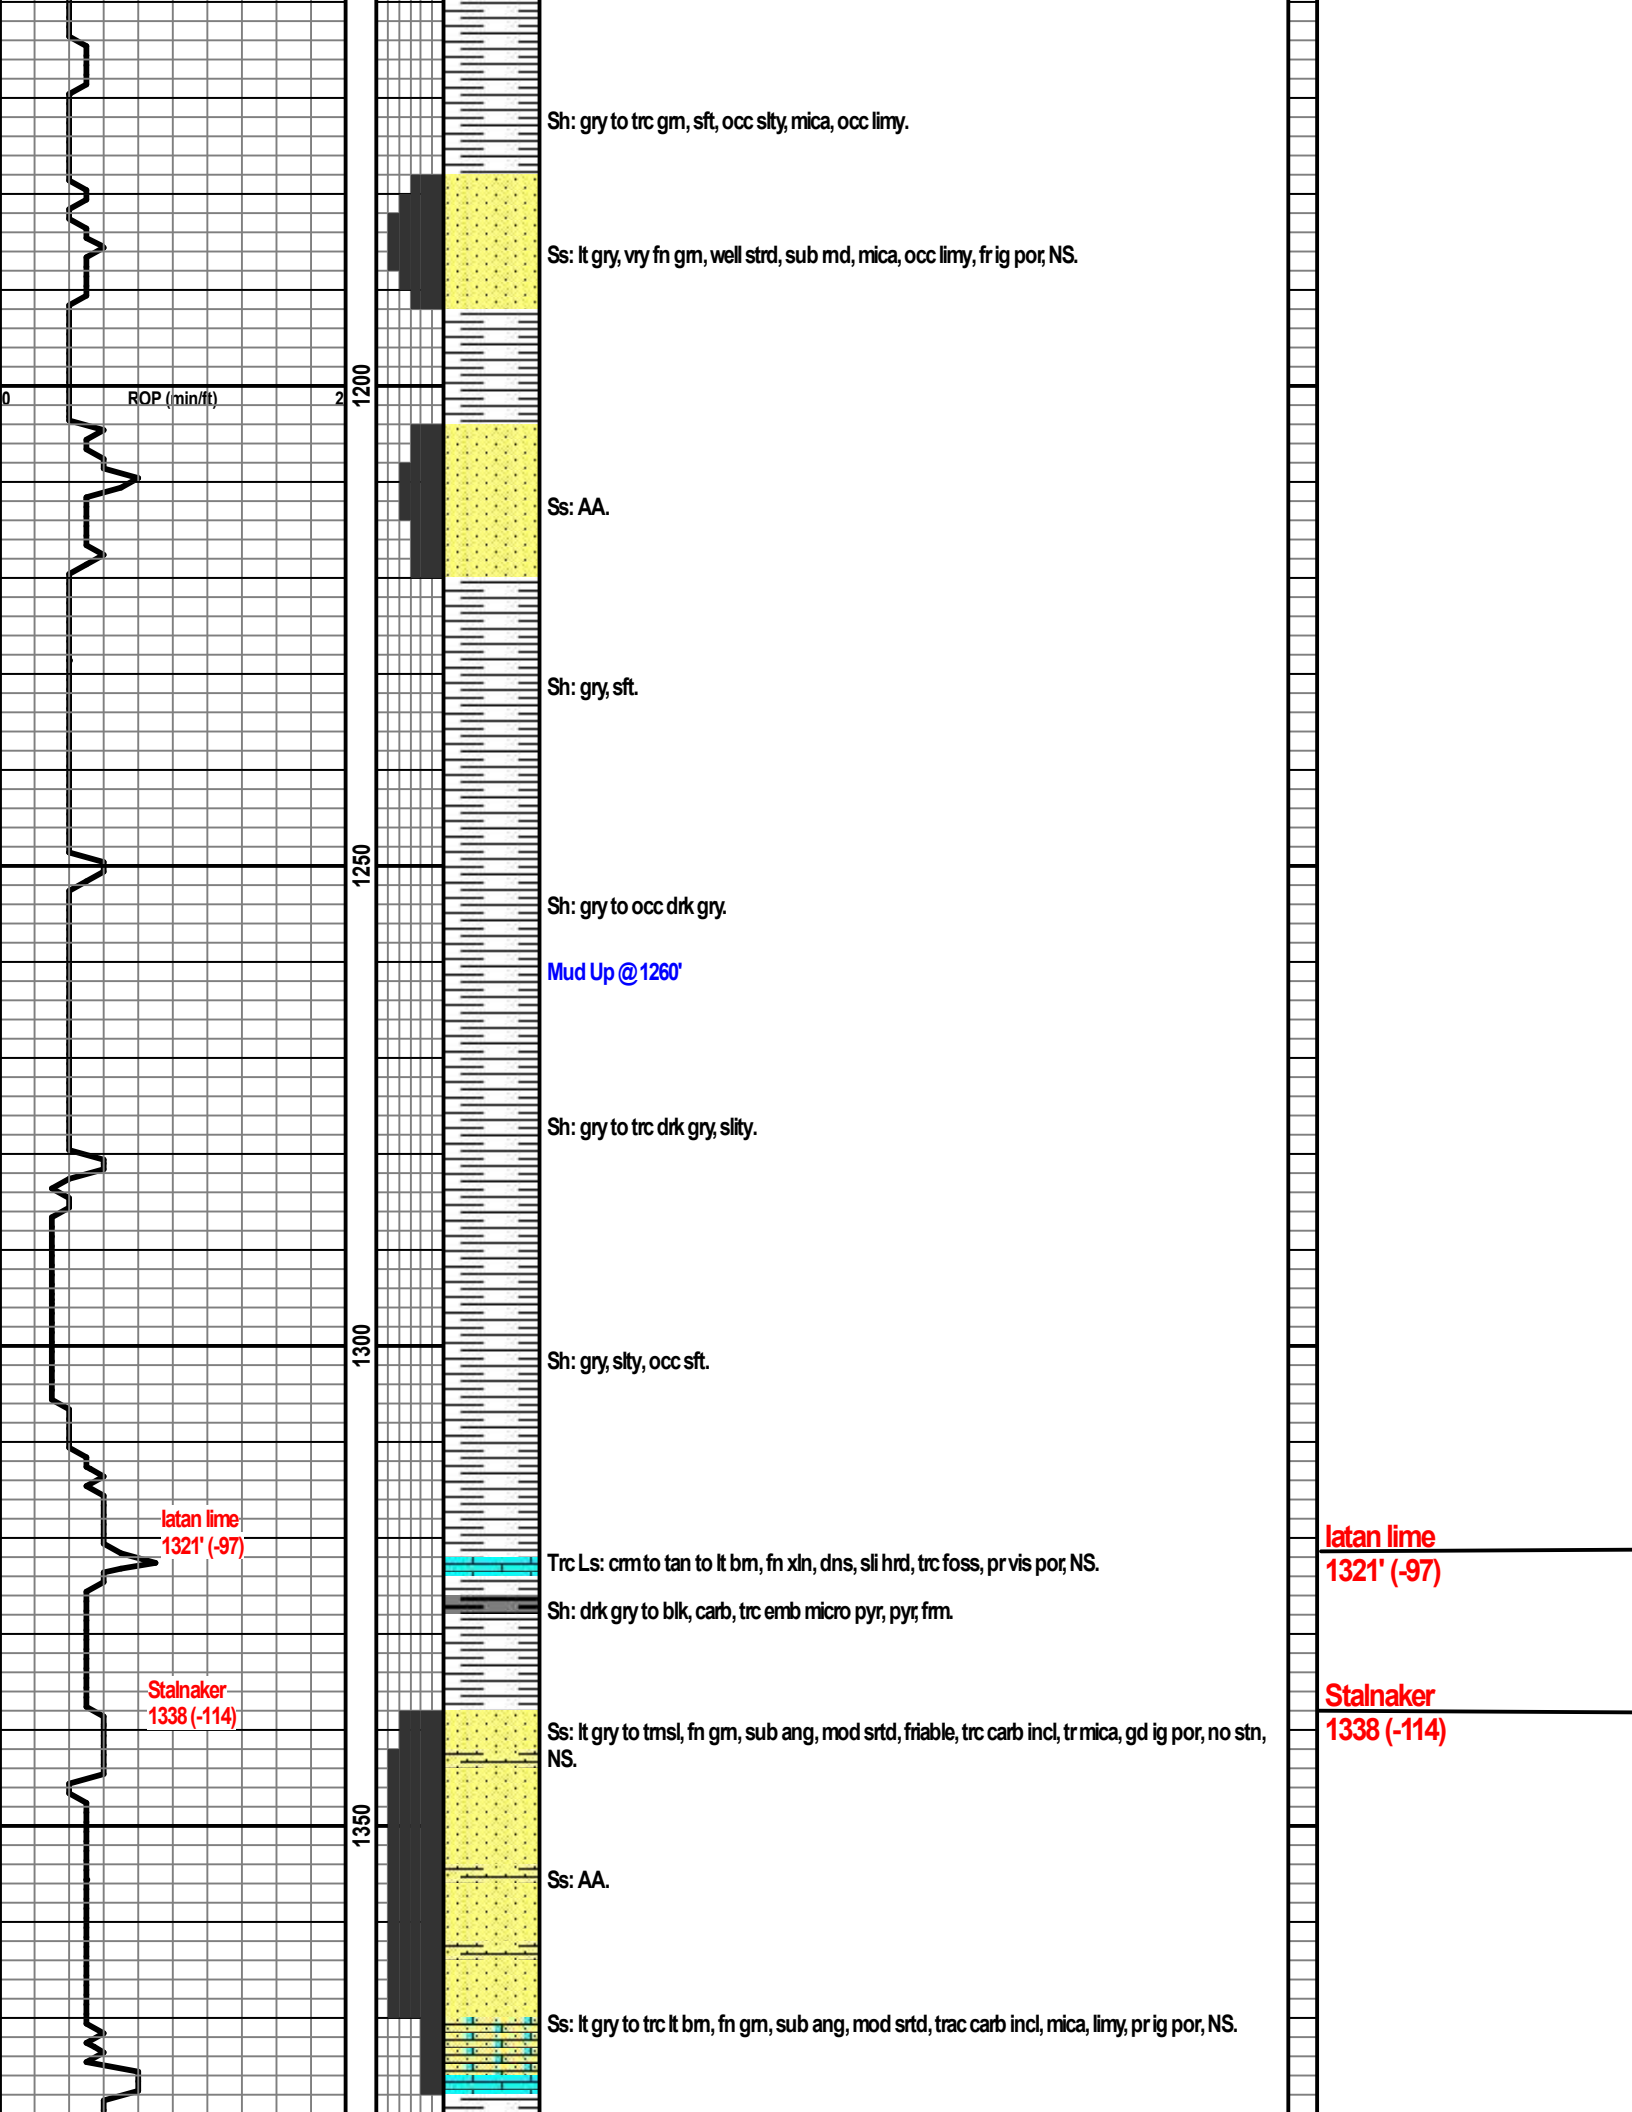 Sh: gry to trc grn, sft, occ slty, mica, occ limy.
Ss: lt gry, vry fn grn, well strd, sub rnd, mica, occ limy, fr ig por, NS.
1200
0 ROP (min/ft) 2
Ss: AA.
Sh: gry, sft.
1250
Sh: gry to occ drk gry.
Mud Up @ 1260'
Sh: gry to trc drk gry, slity.
1300
Sh: gry, slty, occ sft.
Iatan lime
1321' (-97)
Iatan lime
1321' (-97)
Trc Ls: crm to tan to lt brn, fn xln, dns, sli hrd, trc foss, pr vis por, NS.
Sh: drk gry to blk, carb, trc emb micro pyr, pyr, frm.
Stalnaker
1338 (-114)
Stalnaker
1338 (-114)
Ss: lt gry to trnsl, fn grn, sub ang, mod srtd, friable, trc carb incl, tr mica, gd ig por, no stn,
NS.
1350
Ss: AA.
Ss: lt gry to trc lt brn, fn grn, sub ang, mod srtd, trac carb incl, mica, limy, pr ig por, NS.